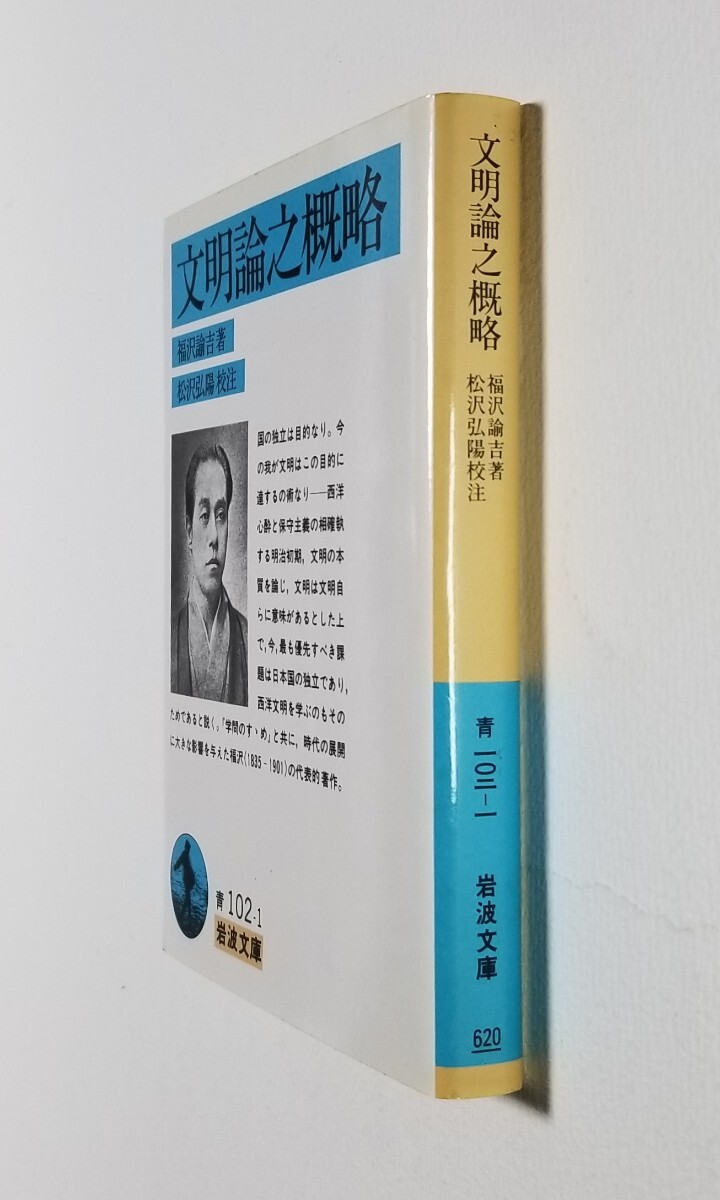 文明論之概略
福沢諭吉著
松沢弘陽校注
国の独立は目的なり。今
の我が文明はこの目的に
達するの術なり――西洋
心酔と保守主義の相確執
する明治初期，文明の本
質を論じ，文明は文明自
らに意味があるとした上
で，今，最も優先すべき課
題は日本国の独立であり，
西洋文明を学ぶのもその
ためであると説く。「学問のすゝめ」と共に，時代の展開
に大きな影響を与えた福沢(1835-1901)の代表的著作。
青102-1
岩波文庫
文明論之概略
福沢諭吉著
松沢弘陽校注
青一〇二-一
岩波文庫
620